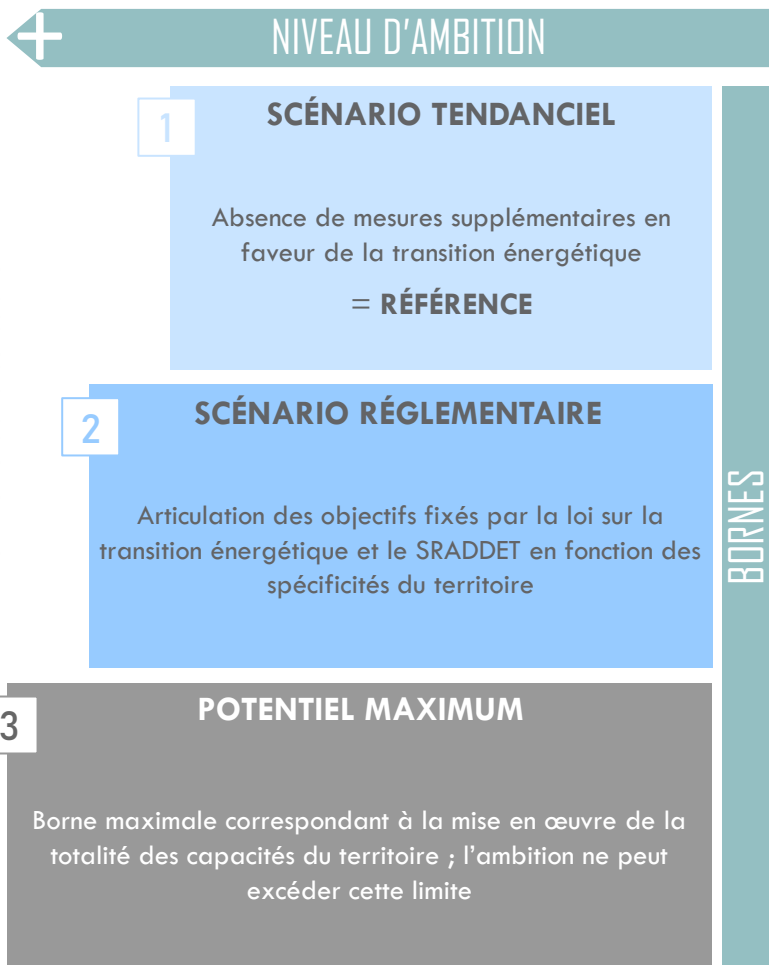 NIVEAU D'AMBITION
1
SCÉNARIO TENDANCIEL
Absence de mesures supplémentaires en
faveur de la transition énergétique
= RÉFÉRENCE
2
SCÉNARIO RÉGLEMENTAIRE
Articulation des objectifs fixés par la loi sur la
transition énergétique et le SRADDET en fonction des
spécificités du territoire
3
POTENTIEL MAXIMUM
Borne maximale correspondant à la mise en œuvre de la
totalité des capacités du territoire ; l'ambition ne peut
excéder cette limite
BORNES